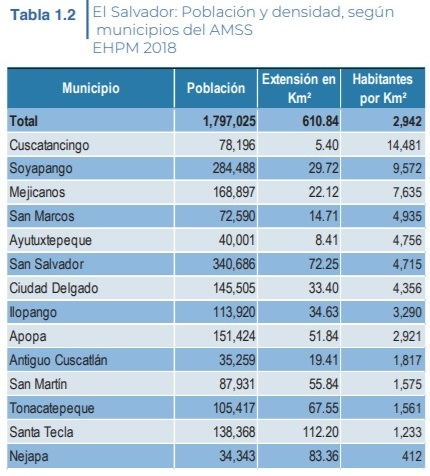 Tabla 1.2
El Salvador: Población y densidad, según
municipios del AMSS
EHPM 2018
Municipio Población Extensión en Km² Habitantes por Km²
Total 1,797,025 610.84 2,942
Cuscatancingo 78,196 5.40 14,481
Soyapango 284,488 29.72 9,572
Mejicanos 168,897 22.12 7,635
San Marcos 72,590 14.71 4,935
Ayutuxtepeque 40,001 8.41 4,756
San Salvador 340,686 72.25 4,715
Ciudad Delgado 145,505 33.40 4,356
Ilopango 113,920 34.63 3,290
Apopa 151,424 51.84 2,921
Antiguo Cuscatlán 35,259 19.41 1,817
San Martín 87,931 55.84 1,575
Tonacatepeque 105,417 67.55 1,561
Santa Tecla 138,368 112.20 1,233
Nejapa 34,343 83.36 412